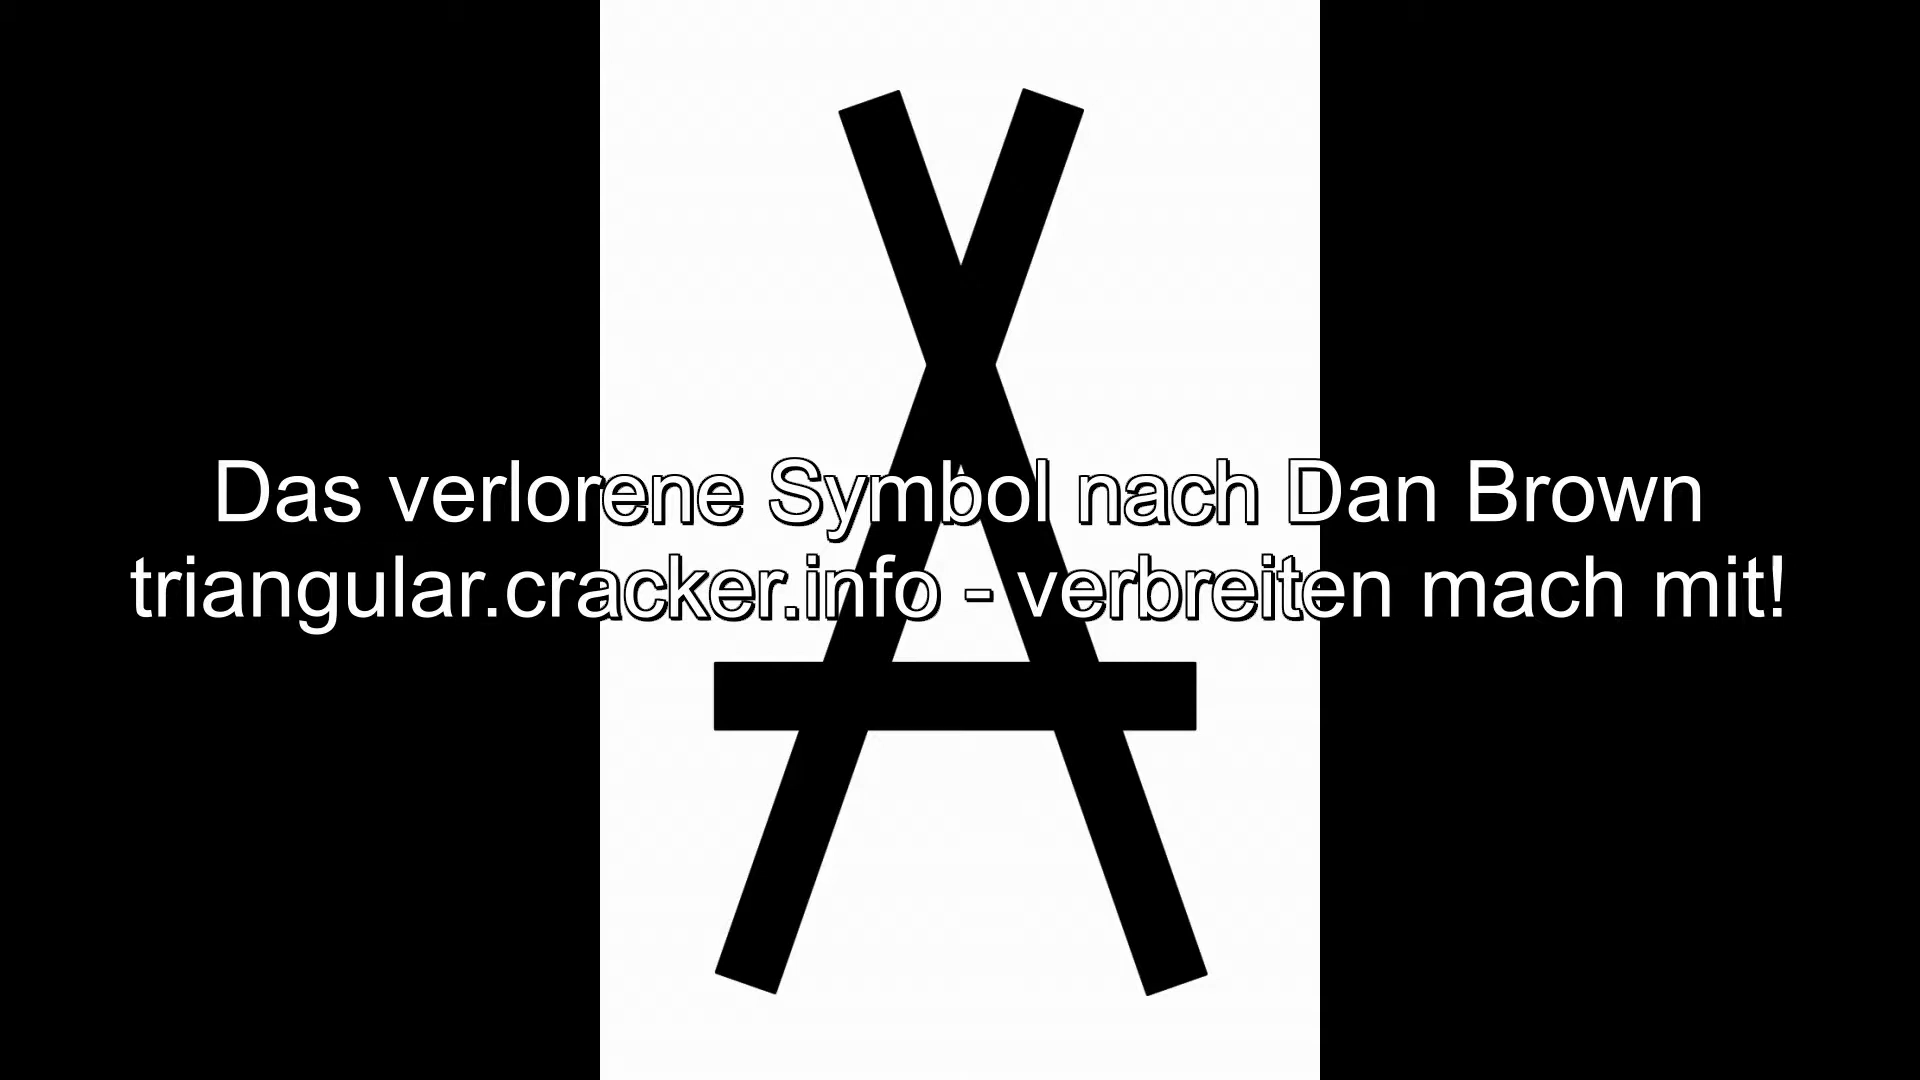 Das verlorene Symbol nach Dan Brown
triangular.cracker.info - verbreiten mach mit!